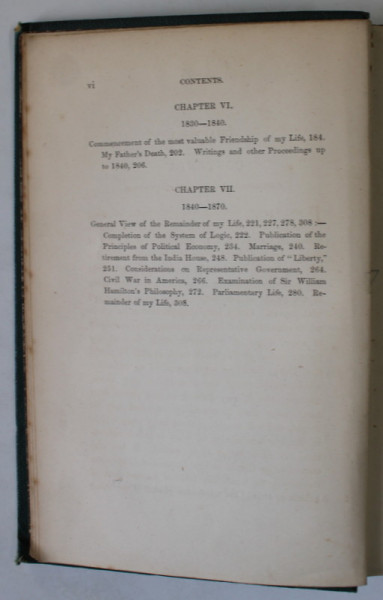 vi
CONTENTS.
CHAPTER VI.
1830—1840.
Commencement of the most valuable Friendship of my Life, 184.
My Father's Death, 202. Writings and other Proceedings up
to 1840, 206.
CHAPTER VII.
1840—1870.
General View of the Remainder of my Life, 221, 227, 278, 308 :—
Completion of the System of Logic, 222. Publication of the
Principles of Political Economy, 234. Marriage, 240. Re-
tirement from the India House, 248. Publication of "Liberty,"
251. Considerations on Representative Government, 264.
Civil War in America, 266. Examination of Sir William
Hamilton's Philosophy, 272. Parliamentary Life, 280. Re-
mainder of my Life, 308.